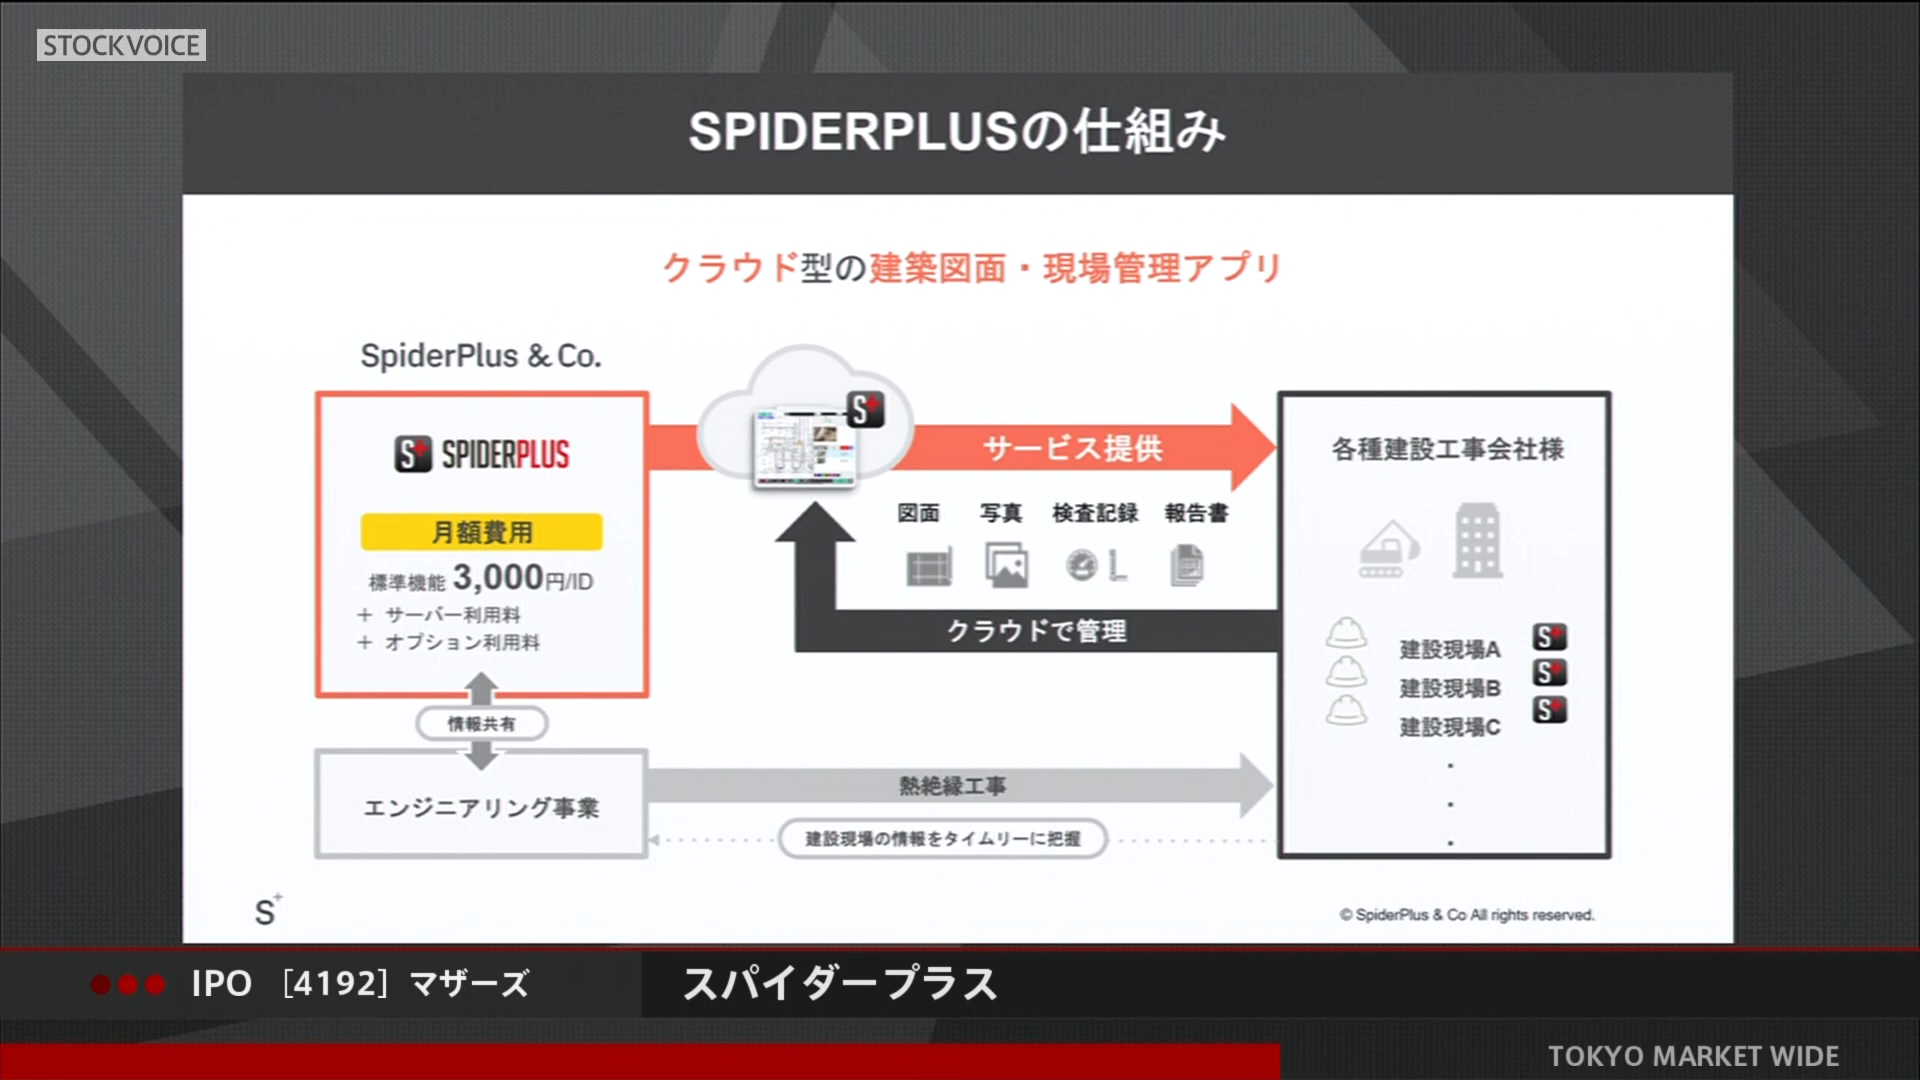 STOCKVOICE
SPIDERPLUSの仕組み
クラウド型の建築図面・現場管理アプリ
SpiderPlus & Co.
S+ SPIDERPLUS
月額費用
標準機能 3,000円/ID
＋ サーバー利用料
＋ オプション利用料
情報共有
エンジニアリング事業
S+
サービス提供
図面 写真 検査記録 報告書
クラウドで管理
熱絶縁工事
建設現場の情報をタイムリーに把握
各種建設工事会社様
建設現場A S+
建設現場B S+
建設現場C S+
S+
© SpiderPlus & Co All rights reserved.
IPO [4192] マザーズ
スパイダープラス
TOKYO MARKET WIDE